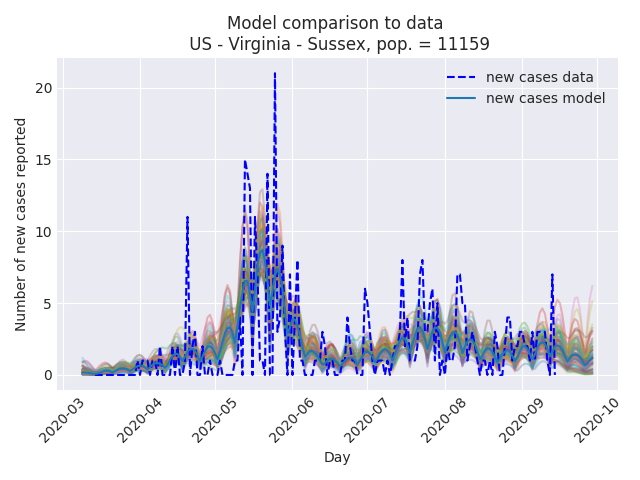 Model comparison to data
US - Virginia - Sussex, pop. = 11159
new cases data
new cases model
Number of new cases reported
20
15
10
5
0
2020-03
2020-04
2020-05
2020-06
2020-07
2020-08
2020-09
2020-10
Day